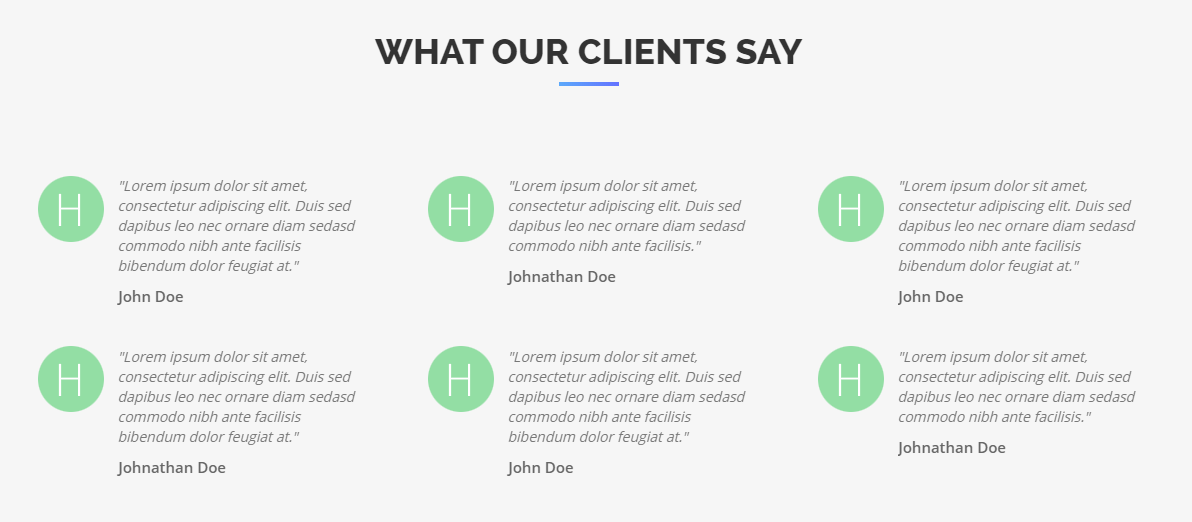 WHAT OUR CLIENTS SAY
H
"Lorem ipsum dolor sit amet,
consectetur adipiscing elit. Duis sed
dapibus leo nec ornare diam sedasd
commodo nibh ante facilisis
bibendum dolor feugiat at."
John Doe
H
"Lorem ipsum dolor sit amet,
consectetur adipiscing elit. Duis sed
dapibus leo nec ornare diam sedasd
commodo nibh ante facilisis."
Johnathan Doe
H
"Lorem ipsum dolor sit amet,
consectetur adipiscing elit. Duis sed
dapibus leo nec ornare diam sedasd
commodo nibh ante facilisis
bibendum dolor feugiat at."
John Doe
H
"Lorem ipsum dolor sit amet,
consectetur adipiscing elit. Duis sed
dapibus leo nec ornare diam sedasd
commodo nibh ante facilisis
bibendum dolor feugiat at."
Johnathan Doe
H
"Lorem ipsum dolor sit amet,
consectetur adipiscing elit. Duis sed
dapibus leo nec ornare diam sedasd
commodo nibh ante facilisis
bibendum dolor feugiat at."
John Doe
H
"Lorem ipsum dolor sit amet,
consectetur adipiscing elit. Duis sed
dapibus leo nec ornare diam sedasd
commodo nibh ante facilisis."
Johnathan Doe